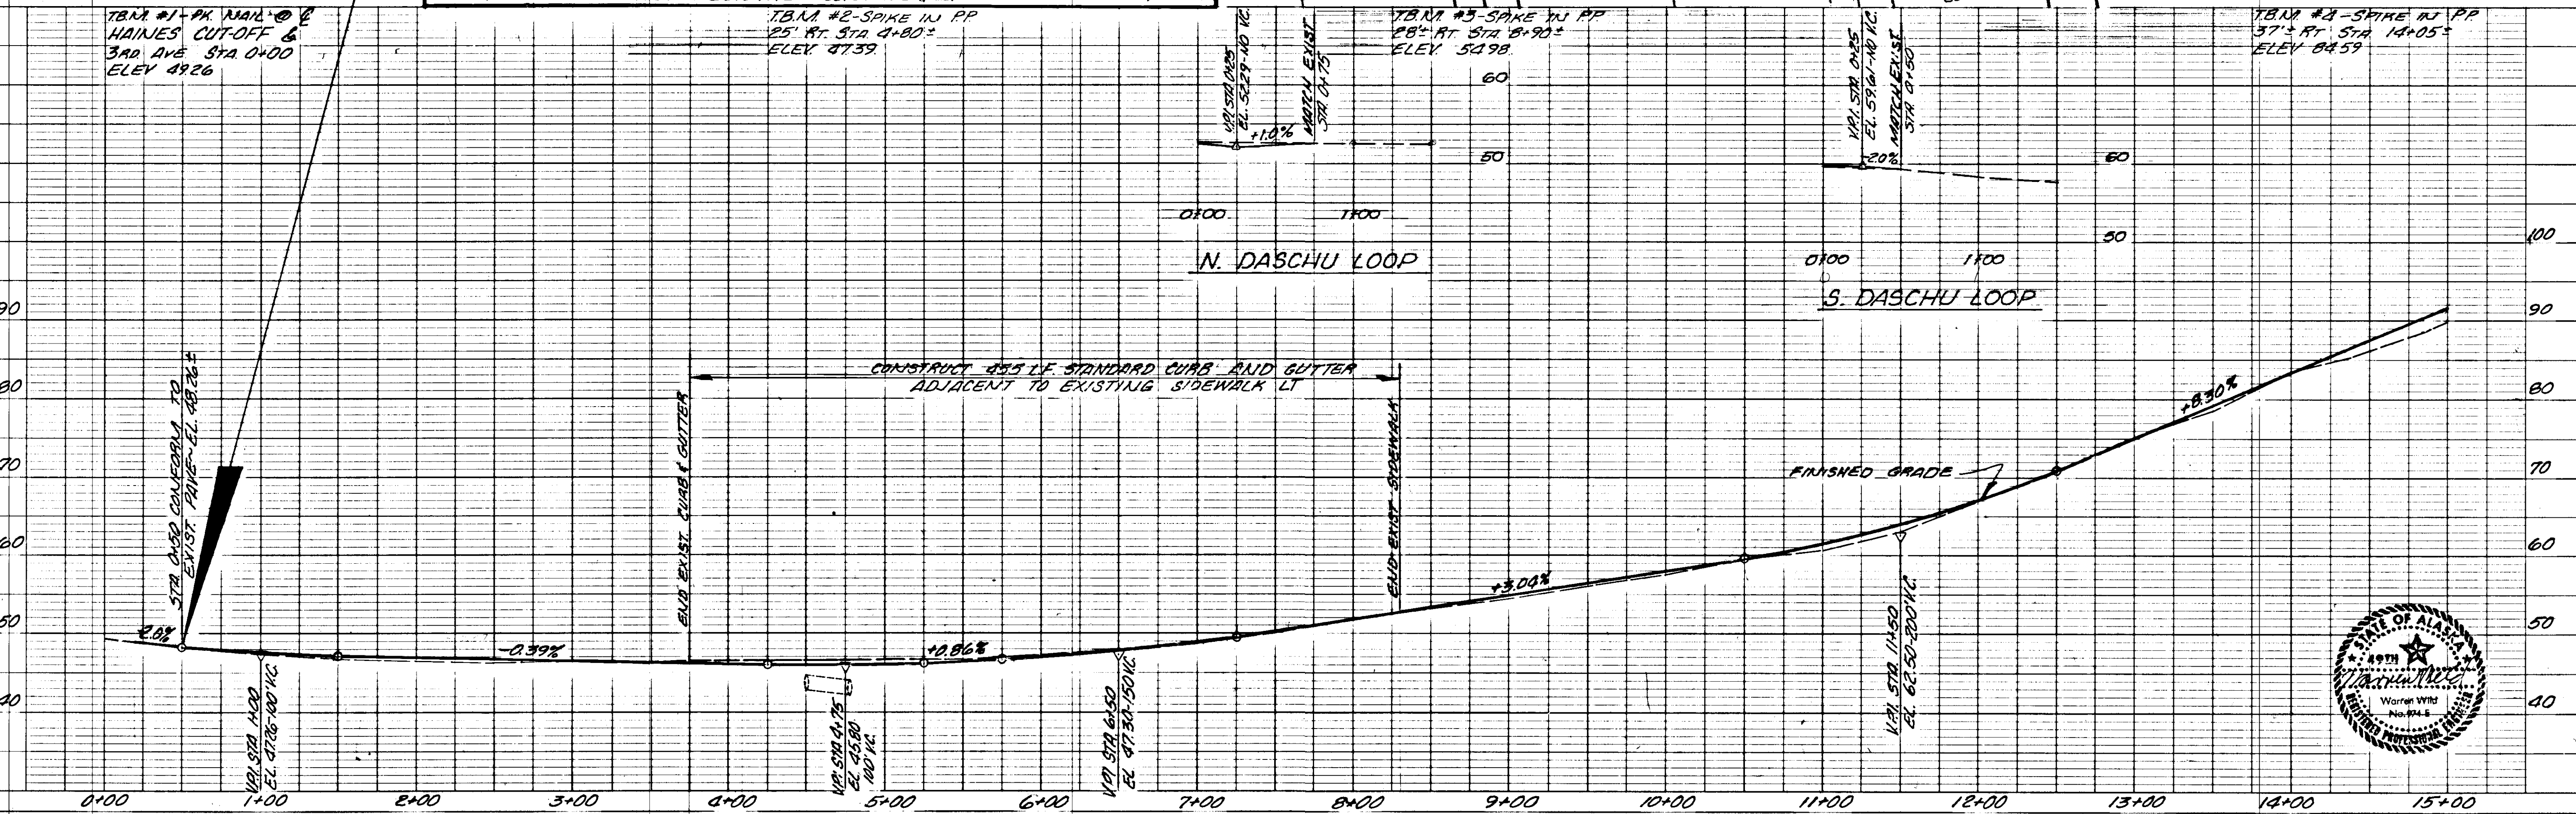 T.B.M. #1-P.K. NAIL @ ℄
HAINES CUT-OFF &
3RD AVE STA 0+00
ELEV 49.26
T.B.M. #2-SPIKE IN PP
25' RT STA 4+80±
ELEV 47.39
T.B.M. #3-SPIKE IN PP
28± RT STA 8+90±
ELEV 54.98
T.B.M. #4-SPIKE IN PP
37'± RT STA 14+05±
ELEV 84.59
V.P.I. STA 0+25
EL. 52.29-NO V.C.
MATCH EXIST
STA 0+75
+1.0%
60
50
0+00 1+00
N. DASCHU LOOP
V.P.I. STA. 0+25
EL. 59.61-NO V.C.
MATCH EXIST
STA 0+50
-2.0%
60
50
0+00 1+00
S. DASCHU LOOP
100
90 90
80 80
70 70
60 60
50 50
40 40
STA 0+50 CONFORM TO
EXIST. PAVE~EL. 48.26±
CONSTRUCT 455 L.F. STANDARD CURB AND GUTTER
ADJACENT TO EXISTING SIDEWALK LT
END EXIST. CURB & GUTTER
END EXIST SIDEWALK
FINISHED GRADE
-2.0%
-0.39%
+0.86%
+3.04%
+8.30%
V.P.I. STA 1+00
EL. 47.26-100' V.C.
V.P.I. STA 4+75
EL 45.80
100' V.C.
V.P.I. STA 6+50
EL 47.30-150 V.C.
V.P.I. STA. 11+50
EL. 62.50-200' V.C.
STATE OF ALASKA
49TH
Warren Wild
Warren Wild
No. 974-E
REGISTERED PROFESSIONAL ENGINEER
0+00 1+00 2+00 3+00 4+00 5+00 6+00 7+00 8+00 9+00 10+00 11+00 12+00 13+00 14+00 15+00